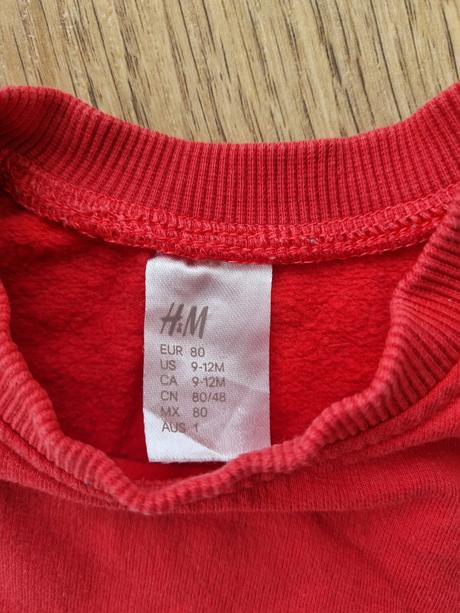 H&M
EUR 80
US 9-12M
CA 9-12M
CN 80/48
MX 80
AUS 1